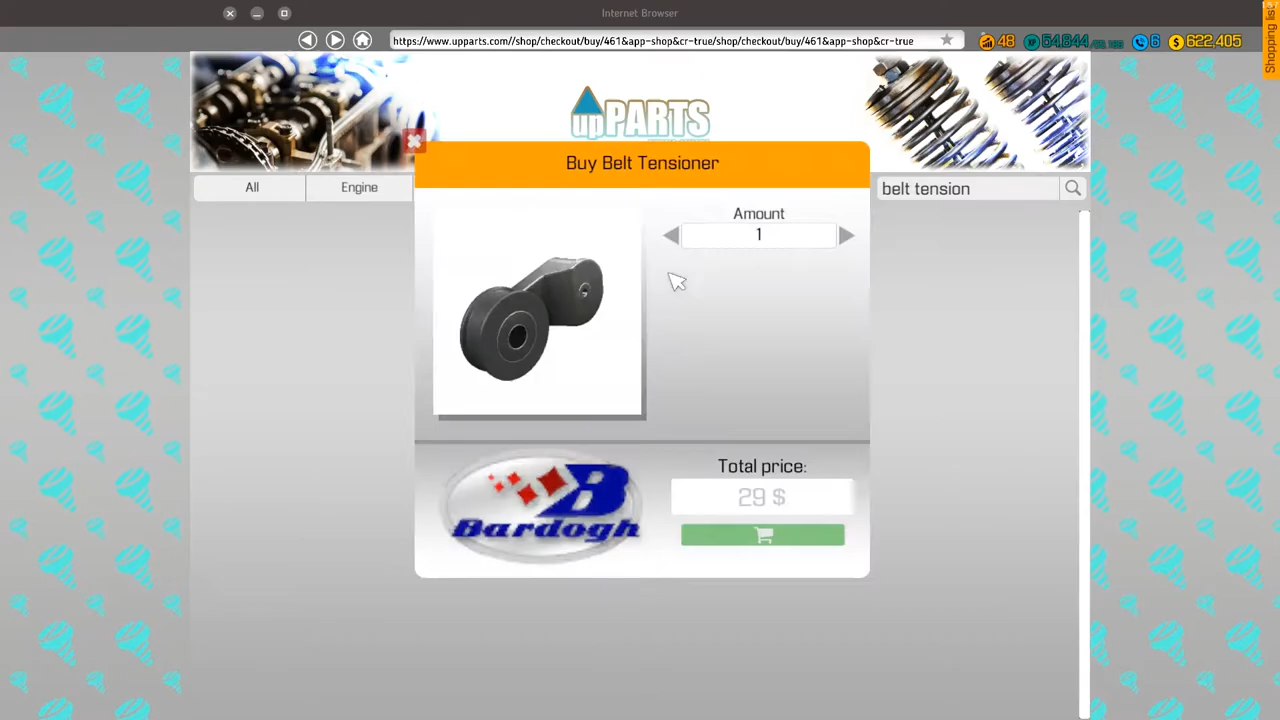 Internet Browser
https://www.upparts.com//shop/checkout/buy/461&app-shop&cr-true/shop/checkout/buy/461&app-shop&cr-true
48
54,844
6
$ 622,405
Shopping list
upPARTS
Buy Belt Tensioner
All
Engine
belt tension
Amount
1
B
Bardogh
Total price:
29 $